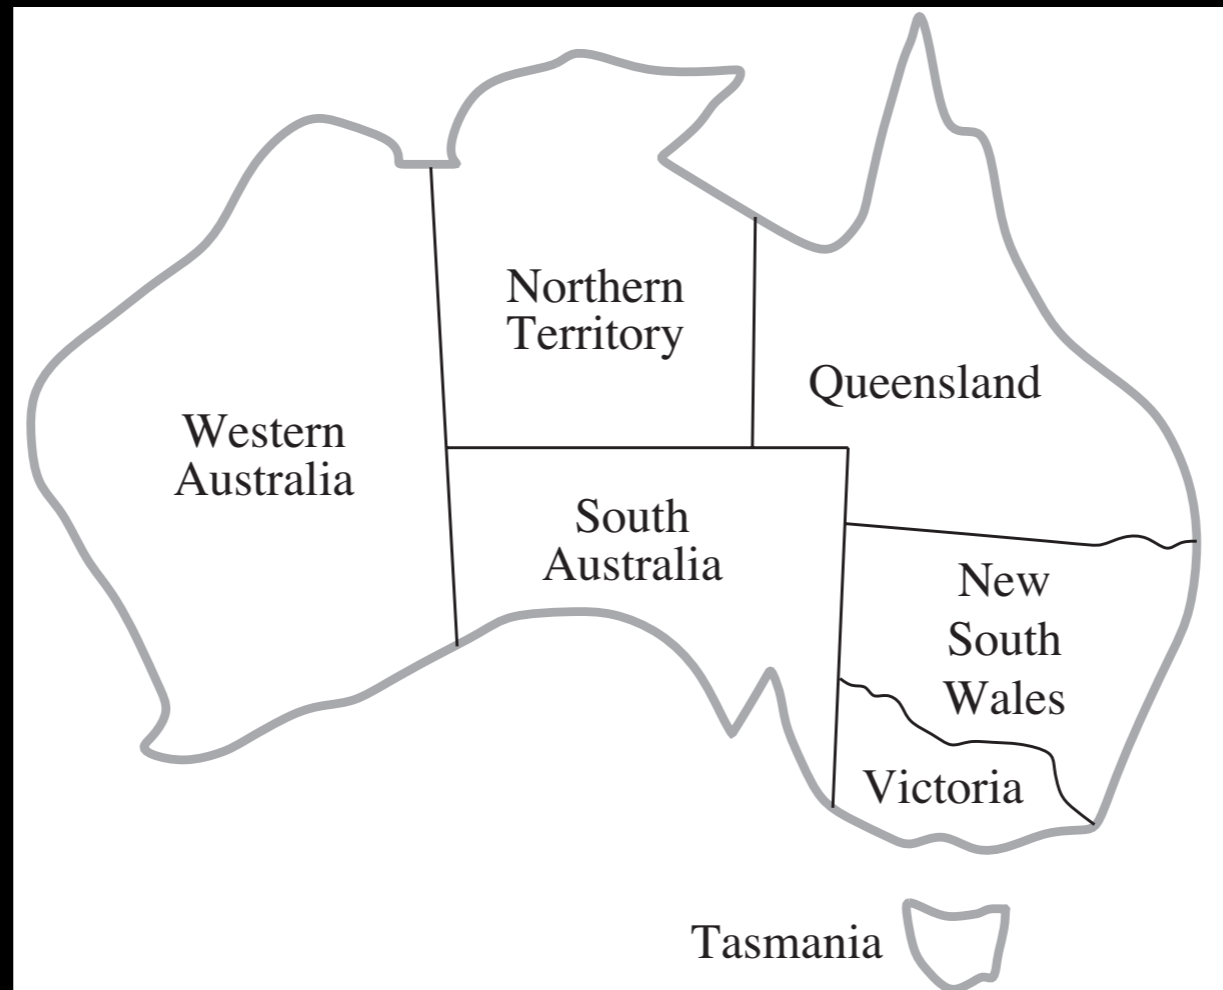 Northern
Territory
Queensland
Western
Australia
South
Australia
New
South
Wales
Victoria
Tasmania